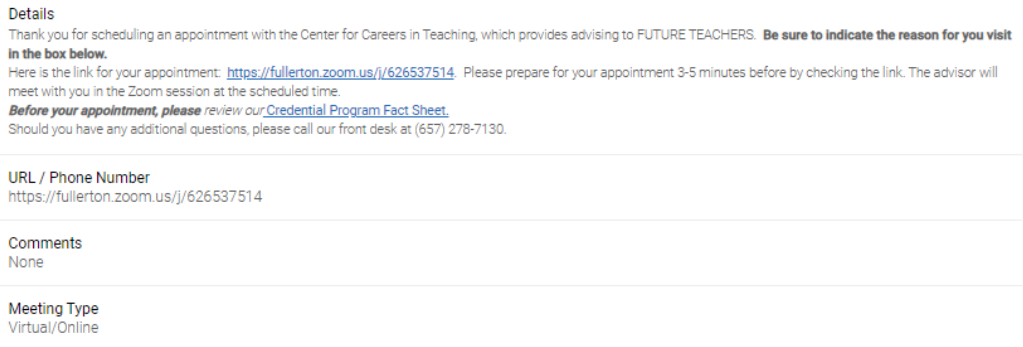 Details
Thank you for scheduling an appointment with the Center for Careers in Teaching, which provides advising to FUTURE TEACHERS. Be sure to indicate the reason for you visit
in the box below.
Here is the link for your appointment: https://fullerton.zoom.us/j/626537514. Please prepare for your appointment 3-5 minutes before by checking the link. The advisor will
meet with you in the Zoom session at the scheduled time.
Before your appointment, please review our Credential Program Fact Sheet.
Should you have any additional questions, please call our front desk at (657) 278-7130.
URL / Phone Number
https://fullerton.zoom.us/j/626537514
Comments
None
Meeting Type
Virtual/Online